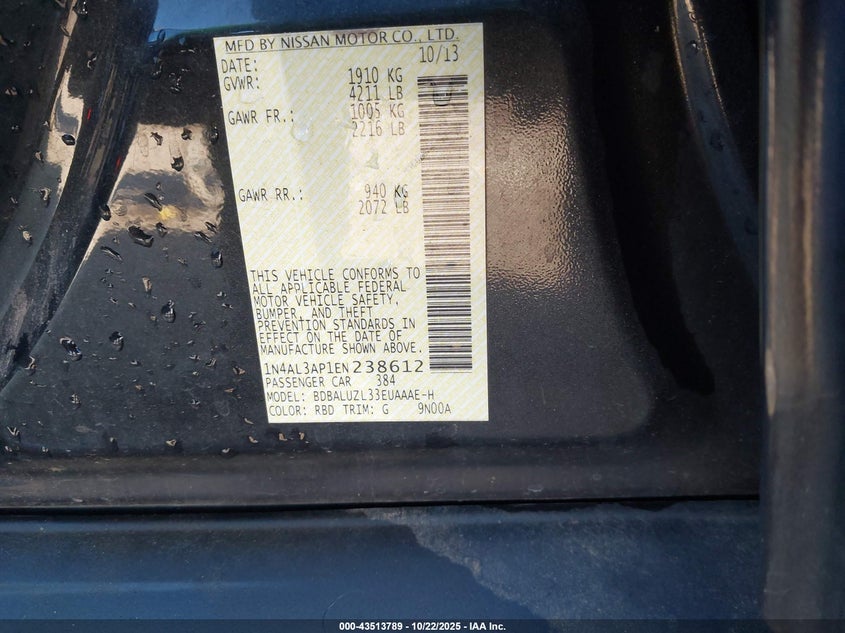 MFD BY NISSAN MOTOR CO., LTD.
DATE: 10/13
GVWR: 1910 KG
4211 LB
GAWR FR.: 1005 KG
2216 LB
GAWR RR.: 940 KG
2072 LB
THIS VEHICLE CONFORMS TO
ALL APPLICABLE FEDERAL
MOTOR VEHICLE SAFETY,
BUMPER, AND THEFT
PREVENTION STANDARDS IN
EFFECT ON THE DATE OF
MANUFACTURE SHOWN ABOVE.
1N4AL3AP1EN238612
PASSENGER CAR 384
MODEL: BDBALUZL33EUAAAE-H
COLOR: RBD TRIM: G 9N00A
000-43513789 - 10/22/2025 - IAA Inc.